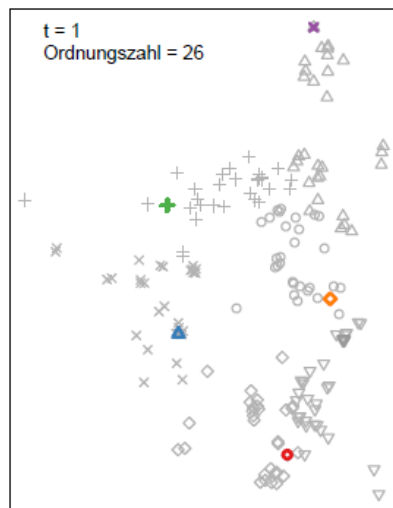 t = 1
Ordnungszahl = 26